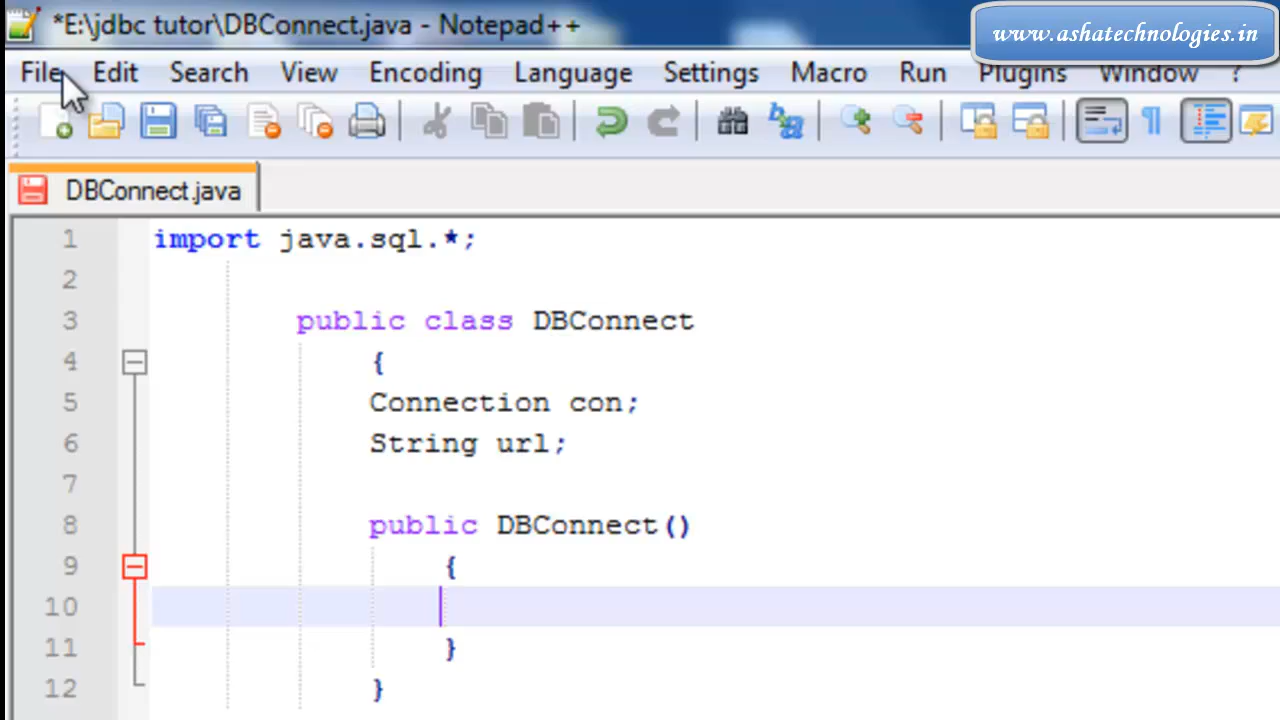 *E:\jdbc tutor\DBConnect.java - Notepad++
www.ashatechnologies.in
File Edit Search View Encoding Language Settings Macro Run Plugins Window ?
DBConnect.java
1 import java.sql.*;
2
3 public class DBConnect
4 {
5 Connection con;
6 String url;
7
8 public DBConnect()
9 {
10
11 }
12 }